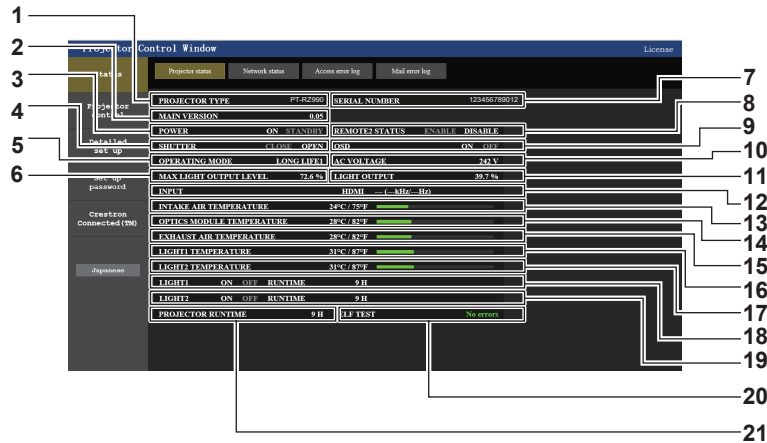 1
2
3
4
5
6
7
8
9
10
11
12
13
14
15
16
17
18
19
20
21
Projector Control Window
License
Status
Projector control
Detailed set up
Set up password
Crestron Connected(TM)
Japanese
Projector status
Network status
Access error log
Mail error log
PROJECTOR TYPE PT-RZ990 SERIAL NUMBER 123456789012
MAIN VERSION 0.05
POWER ON STANDBY REMOTE2 STATUS ENABLE DISABLE
SHUTTER CLOSE OPEN OSD ON OFF
OPERATING MODE LONG LIFE1 AC VOLTAGE 242 V
MAX LIGHT OUTPUT LEVEL 72.6 % LIGHT OUTPUT 39.7 %
INPUT HDMI --- (---kHz/---Hz)
INTAKE AIR TEMPERATURE 24°C / 75°F
OPTICS MODULE TEMPERATURE 28°C / 82°F
EXHAUST AIR TEMPERATURE 28°C / 82°F
LIGHT1 TEMPERATURE 31°C / 87°F
LIGHT2 TEMPERATURE 31°C / 87°F
LIGHT1 ON OFF RUNTIME 9 H
LIGHT2 ON OFF RUNTIME 9 H
PROJECTOR RUNTIME 9 H ELF TEST No errors